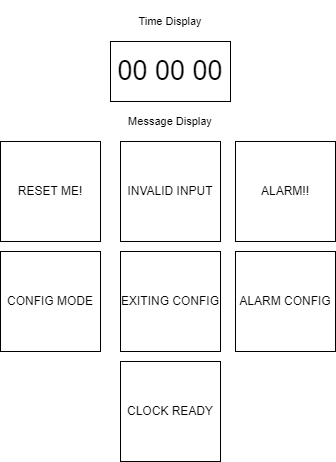 Time Display
00 00 00
Message Display
RESET ME!
INVALID INPUT
ALARM!!
CONFIG MODE
EXITING CONFIG
ALARM CONFIG
CLOCK READY